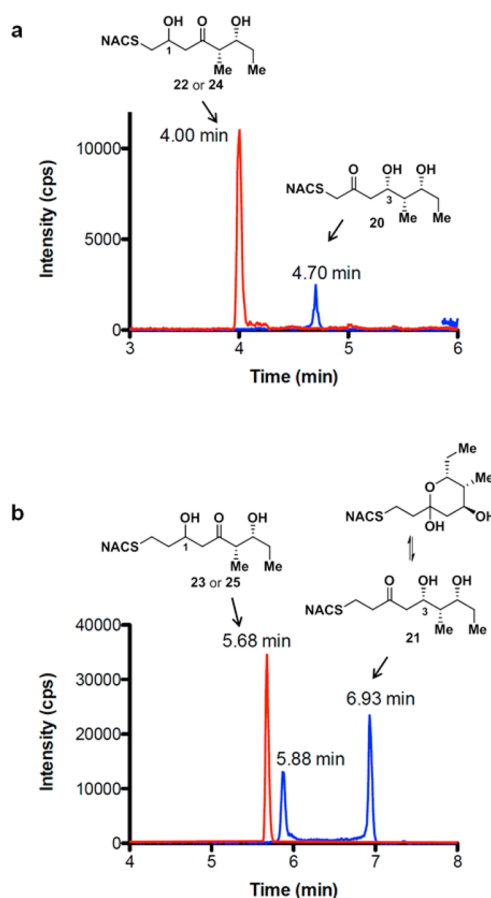 a
OH O OH
NACS 1 Me Me
22 or 24
4.00 min
O OH OH
NACS 3 Me Me
20
4.70 min
Intensity (cps)
10000
5000
0
3 4 5 6
Time (min)
b
Me
O Me
NACS OH OH
OH O OH
NACS 1 Me Me
23 or 25
O OH OH
NACS 3 Me Me
21
5.68 min
6.93 min
5.88 min
Intensity (cps)
40000
30000
20000
10000
0
4 5 6 7 8
Time (min)